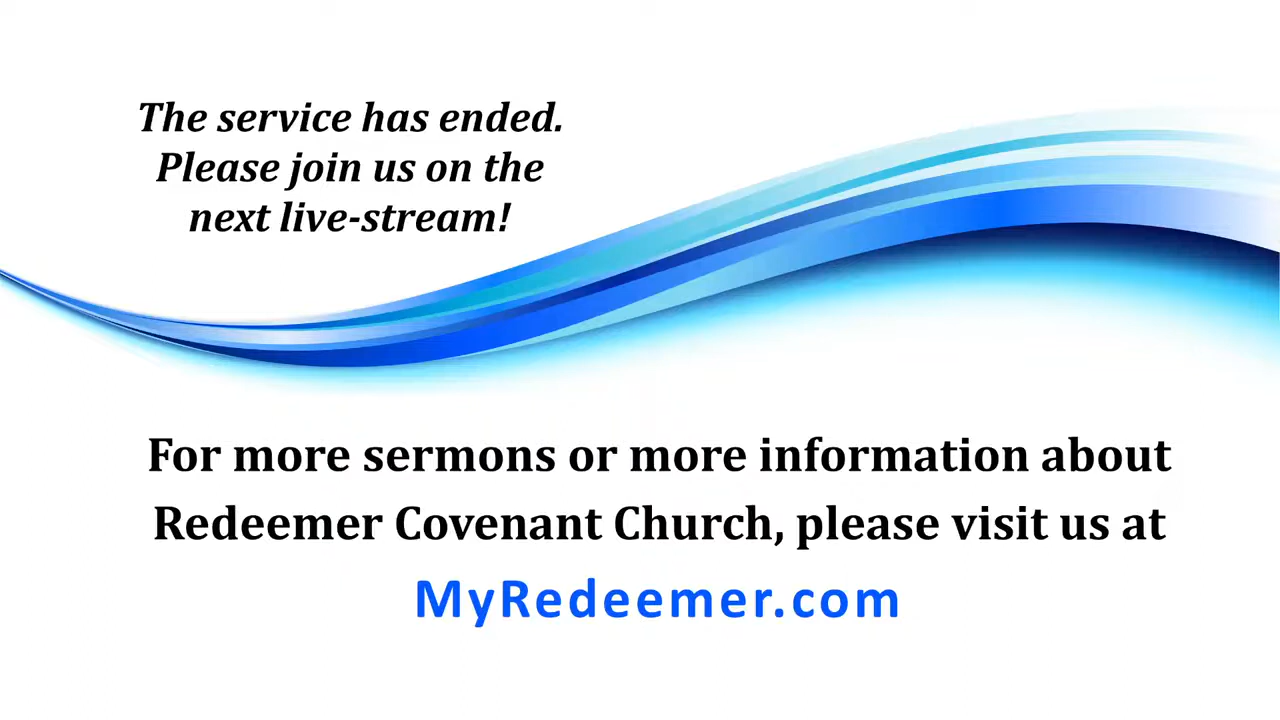 The service has ended.
Please join us on the
next live-stream!
For more sermons or more information about
Redeemer Covenant Church, please visit us at
MyRedeemer.com